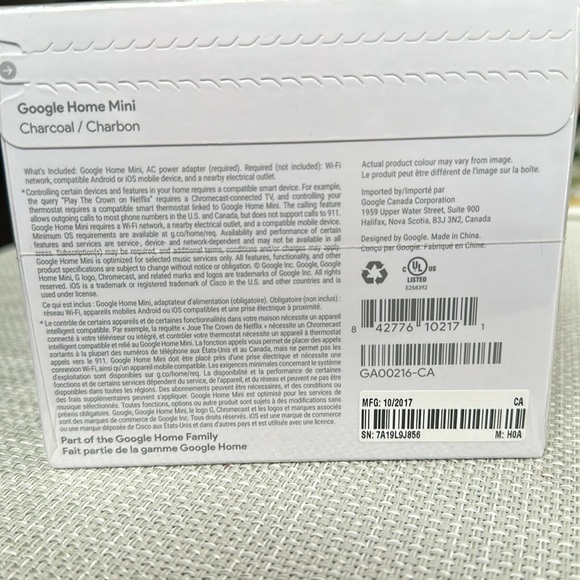 Google Home Mini
Charcoal / Charbon
What's Included: Google Home Mini, AC power adapter (required). Required (not included): Wi-Fi
network, compatible Android or iOS mobile device, and a nearby electrical outlet.
*Controlling certain devices and features in your home requires a compatible smart device. For example,
the query "Play The Crown on Netflix" requires a Chromecast-connected TV, and controlling your
thermostat requires a compatible smart thermostat linked to Google Home Mini. The calling feature
allows outgoing calls to most phone numbers in the U.S. and Canada, but does not support calls to 911.
Google Home Mini requires a Wi-Fi network, a nearby electrical outlet, and a compatible mobile device.
Minimum OS requirements are available at g.co/home/req. Availability and performance of certain
features and services are service-, device- and network-dependent and may not be available in all
areas. Subscription(s) may be required, and additional terms, conditions and/or charges may apply.
Google Home Mini is optimized for selected music services only. All features, functionality, and other
product specifications are subject to change without notice or obligation. © Google Inc. Google, Google
Home Mini, G logo, Chromecast, and related marks and logos are trademarks of Google Inc. All rights
reserved. iOS is a trademark or registered trademark of Cisco in the U.S. and other countries and is
used under license.
Ce qui est inclus : Google Home Mini, adaptateur d'alimentation (obligatoire). Obligatoire (non inclus) :
réseau Wi-Fi, appareils mobiles Android ou iOS compatibles et une prise électrique à proximité.
*Le contrôle de certains appareils et de certaines fonctionnalités dans votre maison nécessite un appareil
intelligent compatible. Par exemple, la requête « Joue The Crown de Netflix » nécessite un Chromecast
connecté à votre téléviseur ou intégré, et contrôler votre thermostat nécessite un appareil à thermostat
intelligent compatible et relié au Google Home Mini. La fonction appels vous permet de placer des appels
sortants à la plupart des numéros de téléphone aux États-Unis et au Canada, mais ne permet pas les
appels vers le 911. Google Home Mini doit être placé près d'une prise électrique et nécessite une
connexion Wi-Fi, ainsi qu'un appareil mobile compatible. Les exigences minimales concernant le système
d'exploitation sont disponibles sur g.co/home/req. La disponibilité et la performance de certaines
fonctions et de certains services dépendent du service, de l'appareil, et du réseau et peuvent ne pas être
disponibles dans toutes les régions. Des abonnements peuvent être nécessaires, et des conditions ou
des frais supplémentaires peuvent s'appliquer. Google Home Mini est optimisé pour les services de
musique sélectionnés. Toutes fonctions, options ou autre produit sont sujets à des modifications sans
préavis obligatoire. Google, Google Home Mini, le logo G, Chromecast et les logos et marques associés
sont des marques de commerce de Google Inc. Tous droits réservés. iOS est une marque de commerce
ou une marque déposée de Cisco aux États-Unis et dans d'autres pays et est utilisée avec une licence.
Part of the Google Home Family
Fait partie de la gamme Google Home
Actual product colour may vary from image.
Le produit peut être différent de l'image sur la boîte.
Imported by/Importé par
Google Canada Corporation
1959 Upper Water Street, Suite 900
Halifax, Nova Scotia, B3J 3N2, Canada
Designed by Google. Made in China.
Conçu par Google. Fabriqué en Chine.
C UL US
LISTED
E258392
8 42776 10217 1
GA00216-CA
MFG: 10/2017 CA
SN: 7A19L9J856 M: H0A